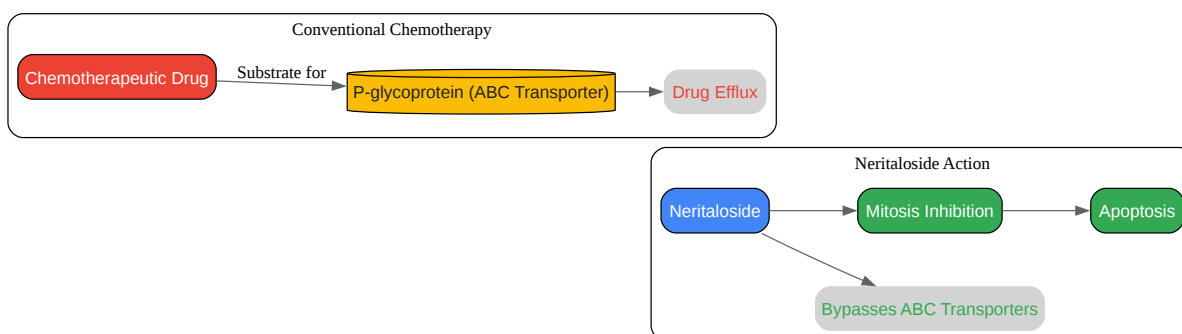 Conventional Chemotherapy
Chemotherapeutic Drug
Substrate for
P-glycoprotein (ABC Transporter)
Drug Efflux
Neritaloside Action
Neritaloside
Mitosis Inhibition
Apoptosis
Bypasses ABC Transporters